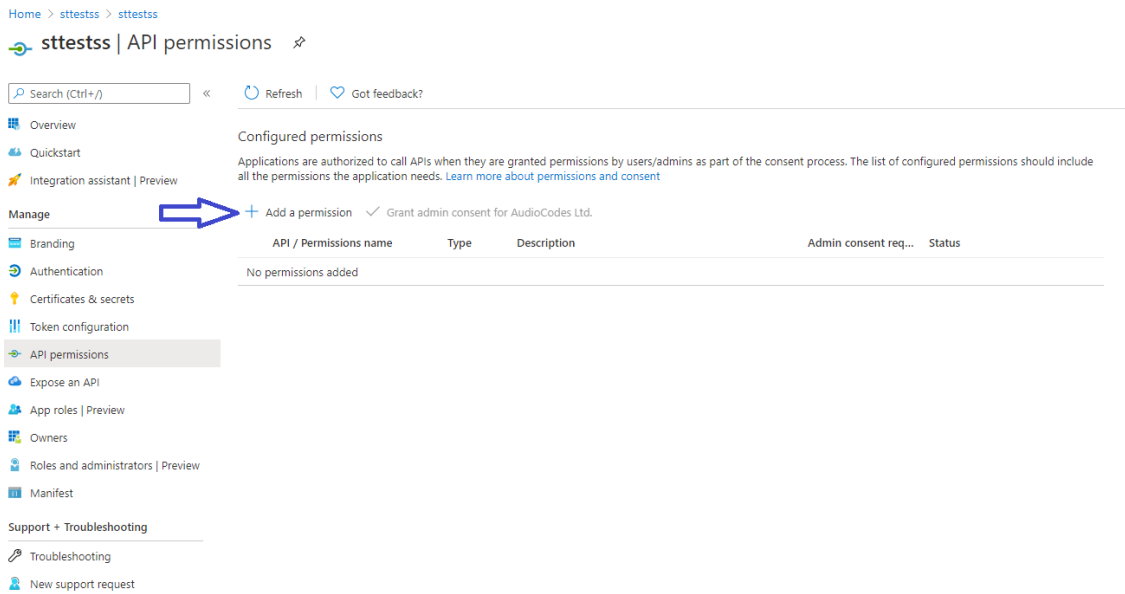 Home > sttestss > sttestss
sttestss | API permissions
Search (Ctrl+/)
«
Refresh
Got feedback?
Overview
Quickstart
Integration assistant | Preview
Manage
Branding
Authentication
Certificates & secrets
Token configuration
API permissions
Expose an API
App roles | Preview
Owners
Roles and administrators | Preview
Manifest
Support + Troubleshooting
Troubleshooting
New support request
Configured permissions
Applications are authorized to call APIs when they are granted permissions by users/admins as part of the consent process. The list of configured permissions should include
all the permissions the application needs. Learn more about permissions and consent
Add a permission
Grant admin consent for AudioCodes Ltd.
API / Permissions name Type Description Admin consent req... Status
No permissions added